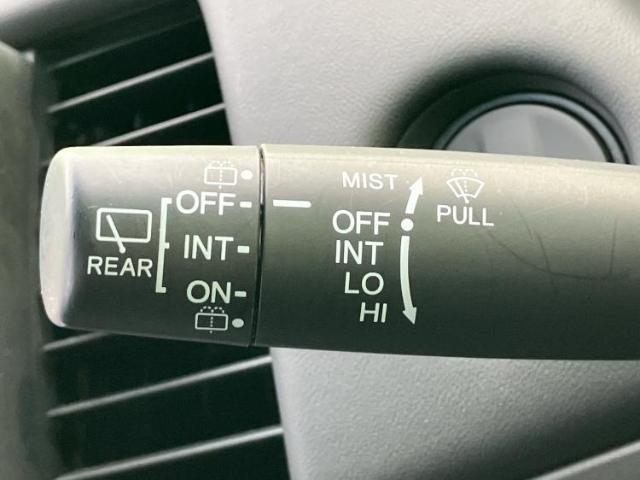 REAR
OFF
INT
ON
MIST
OFF
INT
LO
HI
PULL